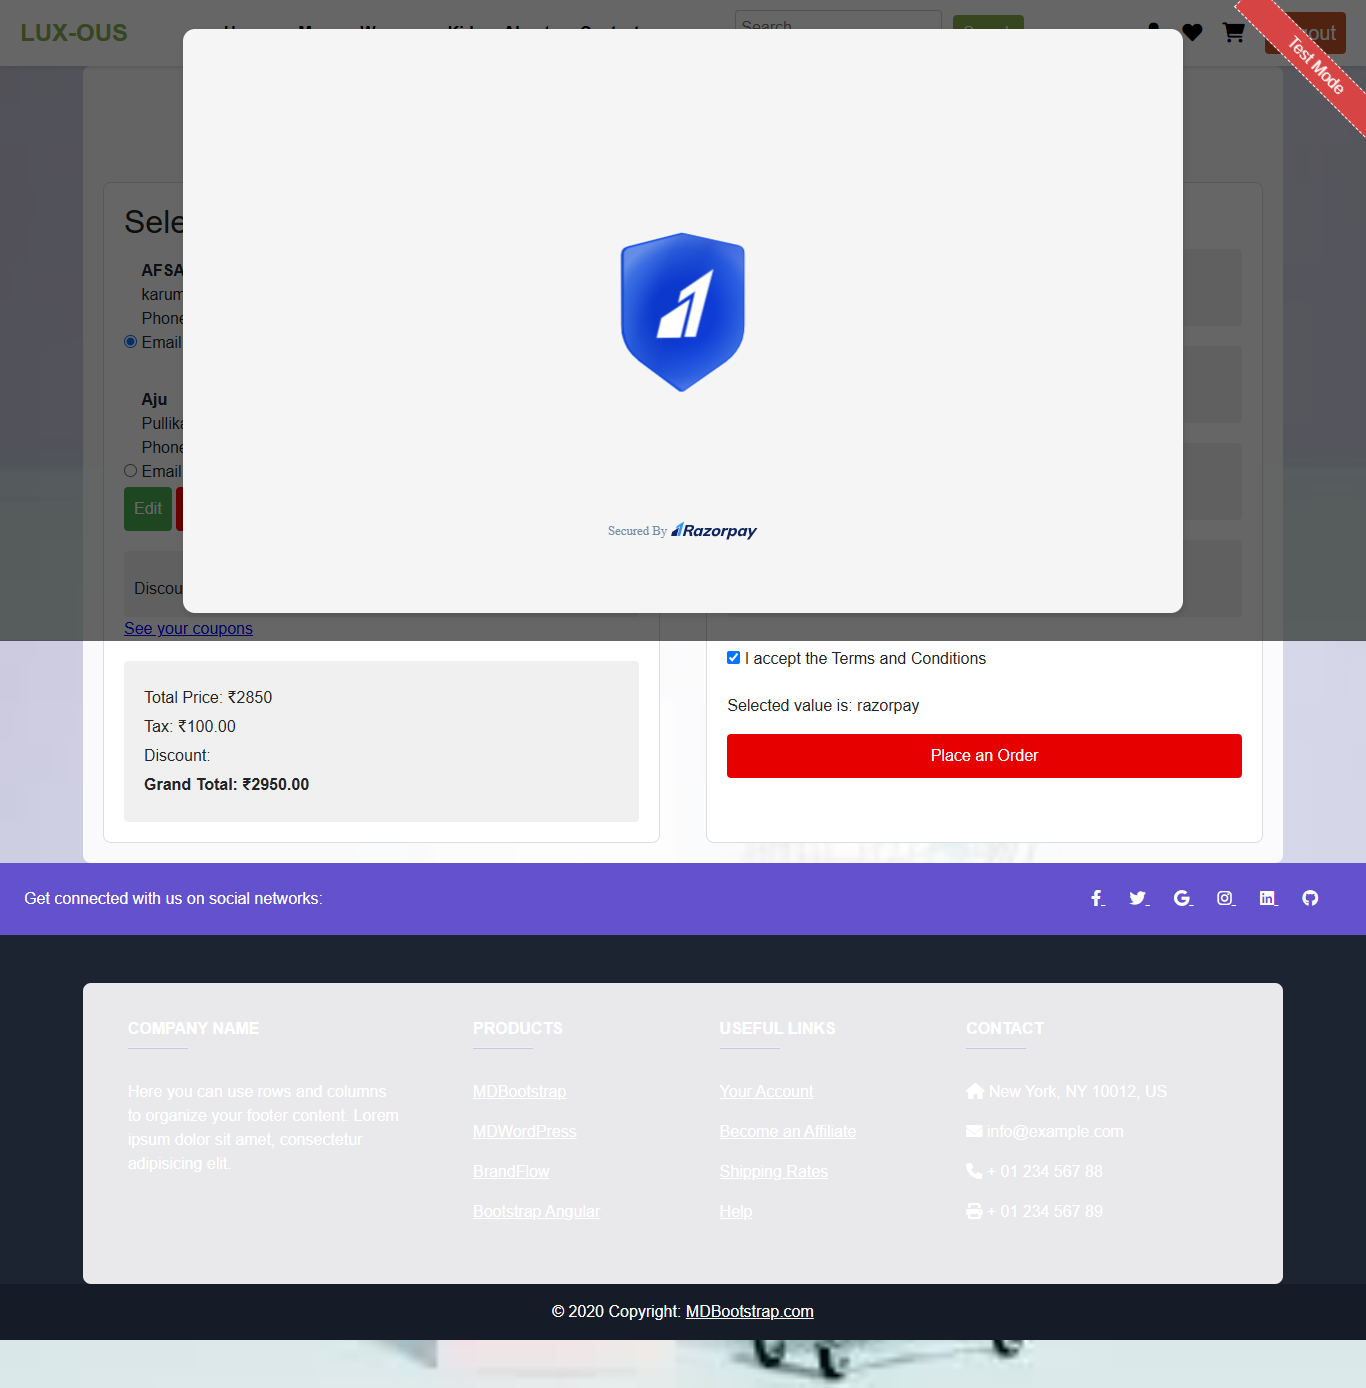 LUX-OUS
Search
Test Mode
AFSA
karum
Phone
Email
Aju
Pullika
Phone
Email
Edit
Discou
See your coupons
Secured By Razorpay
Total Price: ₹2850
Tax: ₹100.00
Discount:
Grand Total: ₹2950.00
I accept the Terms and Conditions
Selected value is: razorpay
Place an Order
Get connected with us on social networks:
COMPANY NAME
Here you can use rows and columns
to organize your footer content. Lorem
ipsum dolor sit amet, consectetur
adipisicing elit.
PRODUCTS
MDBootstrap
MDWordPress
BrandFlow
Bootstrap Angular
USEFUL LINKS
Your Account
Become an Affiliate
Shipping Rates
Help
CONTACT
New York, NY 10012, US
info@example.com
+ 01 234 567 88
+ 01 234 567 89
© 2020 Copyright: MDBootstrap.com